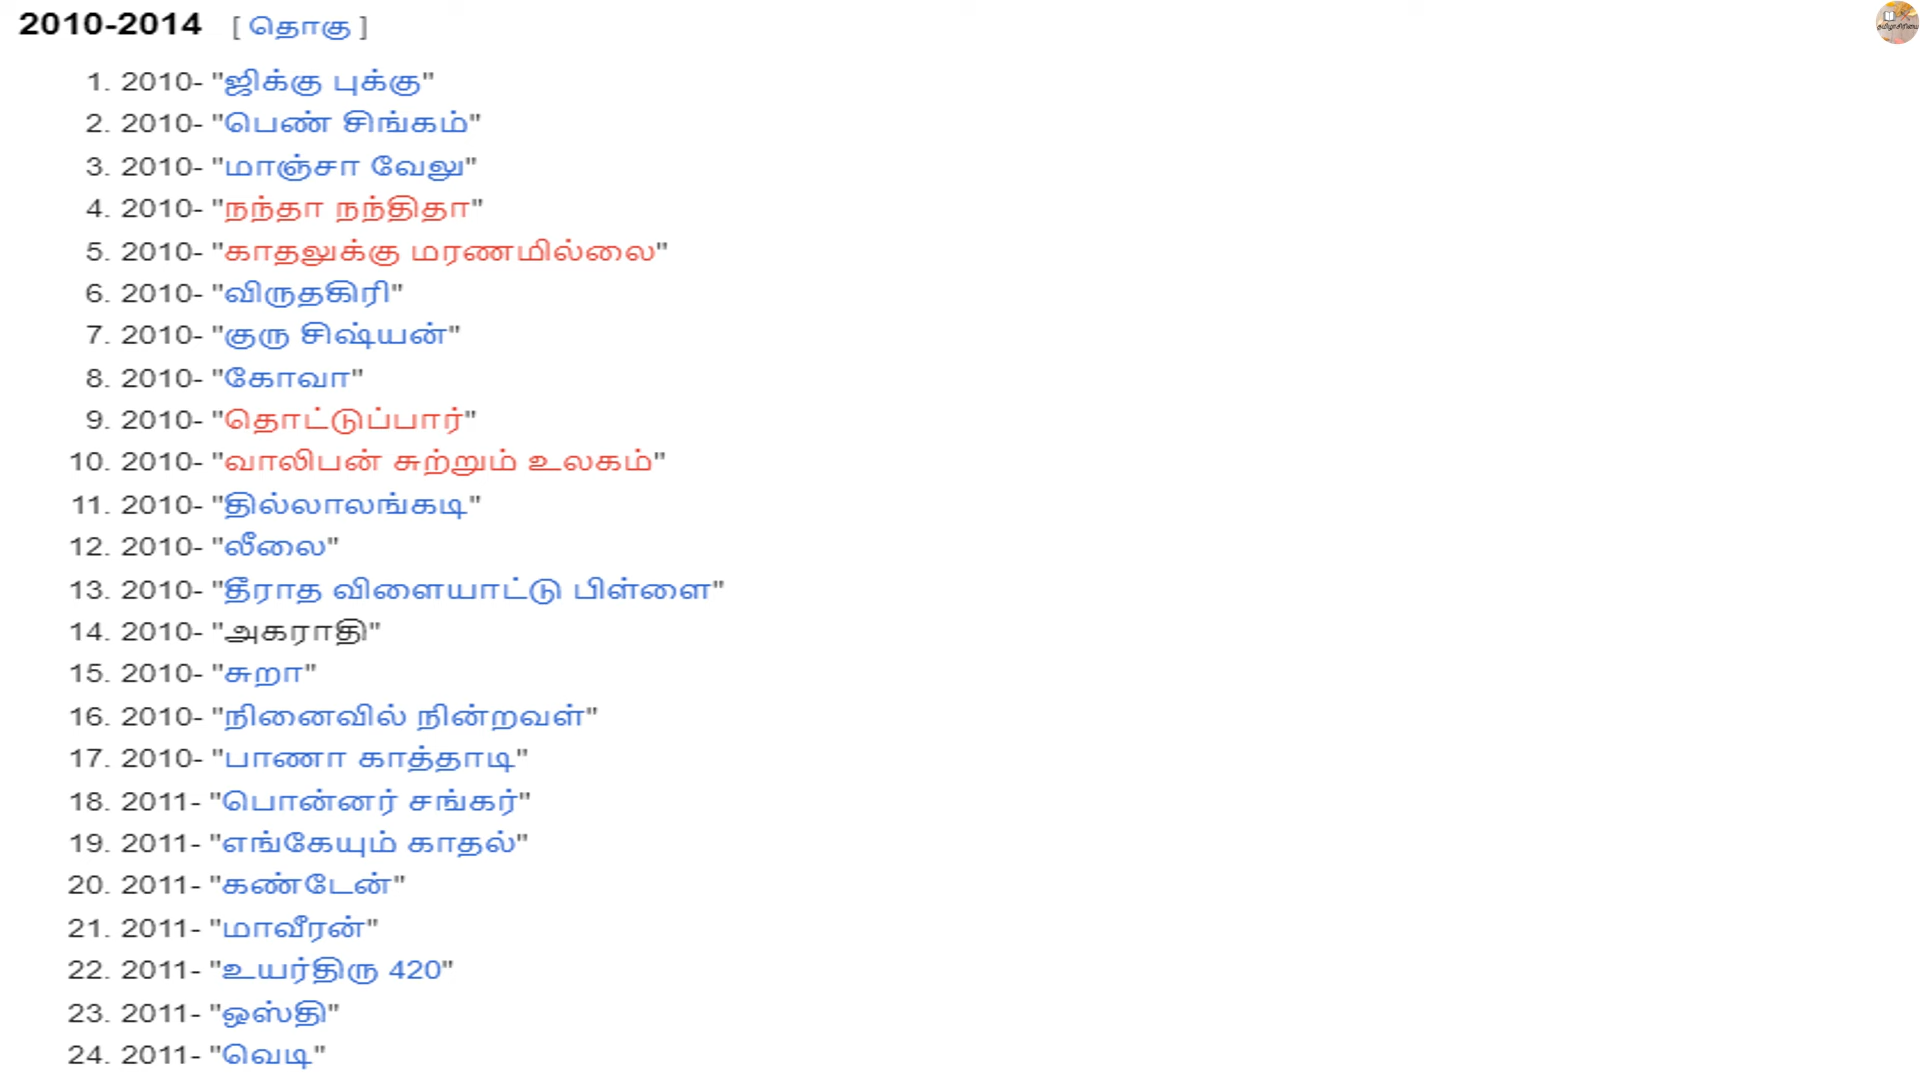 2010-2014 [ தொகு ]
1. 2010- "ஜிக்கு புக்கு"
2. 2010- "பெண் சிங்கம்"
3. 2010- "மாஞ்சா வேலு"
4. 2010- "நந்தா நந்திதா"
5. 2010- "காதலுக்கு மரணமில்லை"
6. 2010- "விருதகிரி"
7. 2010- "குரு சிஷ்யன்"
8. 2010- "கோவா"
9. 2010- "தொட்டுப்பார்"
10. 2010- "வாலிபன் சுற்றும் உலகம்"
11. 2010- "தில்லாலங்கடி"
12. 2010- "லீலை"
13. 2010- "தீராத விளையாட்டு பிள்ளை"
14. 2010- "அகராதி"
15. 2010- "சுறா"
16. 2010- "நினைவில் நின்றவள்"
17. 2010- "பாணா காத்தாடி"
18. 2011- "பொன்னர் சங்கர்"
19. 2011- "எங்கேயும் காதல்"
20. 2011- "கண்டேன்"
21. 2011- "மாவீரன்"
22. 2011- "உயர்திரு 420"
23. 2011- "ஒஸ்தி"
24. 2011- "வெடி"